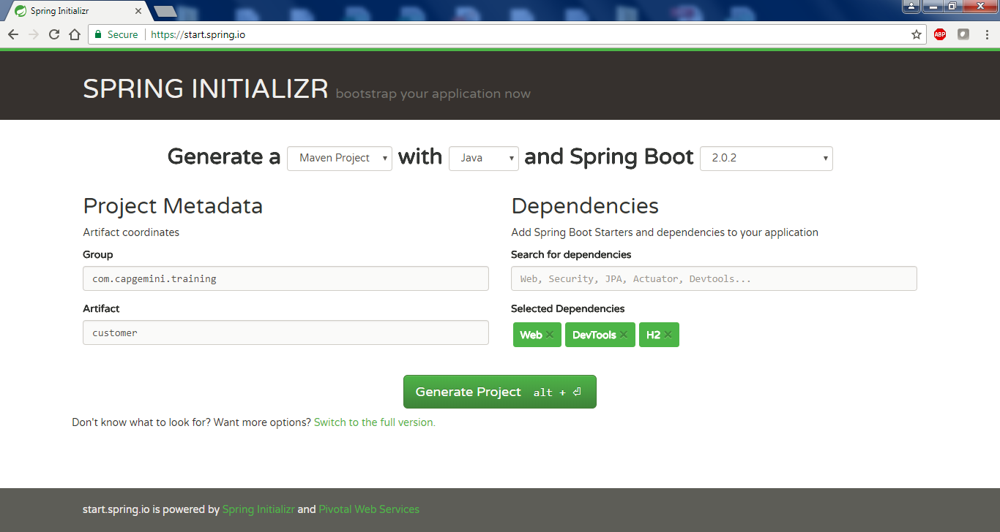 Spring Initializr
Secure https://start.spring.io
ABP
SPRING INITIALIZR bootstrap your application now
Generate a Maven Project with Java and Spring Boot 2.0.2
Project Metadata
Artifact coordinates
Group
com.capgemini.training
Artifact
customer
Dependencies
Add Spring Boot Starters and dependencies to your application
Search for dependencies
Web, Security, JPA, Actuator, Devtools...
Selected Dependencies
Web DevTools H2
Generate Project alt + ⏎
Don't know what to look for? Want more options? Switch to the full version.
start.spring.io is powered by Spring Initializr and Pivotal Web Services